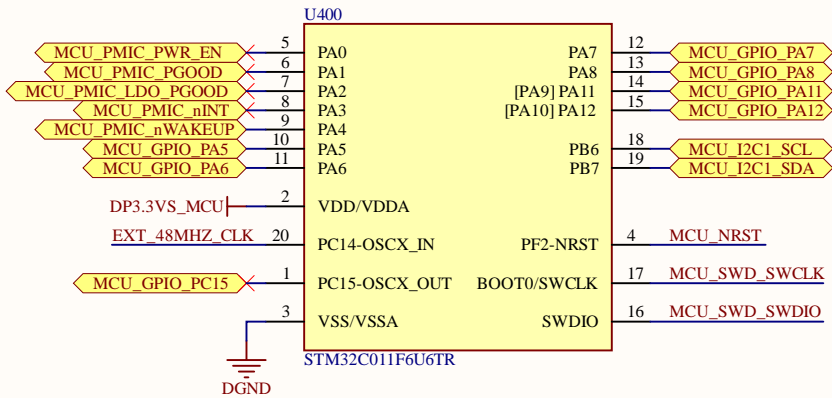 U400
MCU_PMIC_PWR_EN 5 PA0 PA7 12 MCU_GPIO_PA7
MCU_PMIC_PGOOD 6 PA1 PA8 13 MCU_GPIO_PA8
MCU_PMIC_LDO_PGOOD 7 PA2 [PA9] PA11 14 MCU_GPIO_PA11
MCU_PMIC_nINT 8 PA3 [PA10] PA12 15 MCU_GPIO_PA12
MCU_PMIC_nWAKEUP 9 PA4
MCU_GPIO_PA5 10 PA5 PB6 18 MCU_I2C1_SCL
MCU_GPIO_PA6 11 PA6 PB7 19 MCU_I2C1_SDA
DP3.3VS_MCU 2 VDD/VDDA
EXT_48MHZ_CLK 20 PC14-OSCX_IN PF2-NRST 4 MCU_NRST
MCU_GPIO_PC15 1 PC15-OSCX_OUT BOOT0/SWCLK 17 MCU_SWD_SWCLK
3 VSS/VSSA SWDIO 16 MCU_SWD_SWDIO
STM32C011F6U6TR
DGND